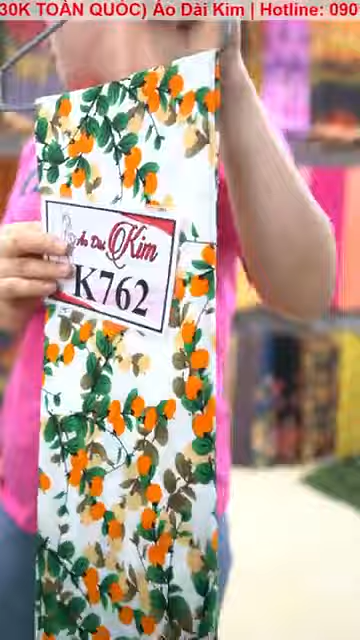 30K TOÀN QUỐC) Áo Dài Kim | Hotline: 090
Áo Dài Kim
K762